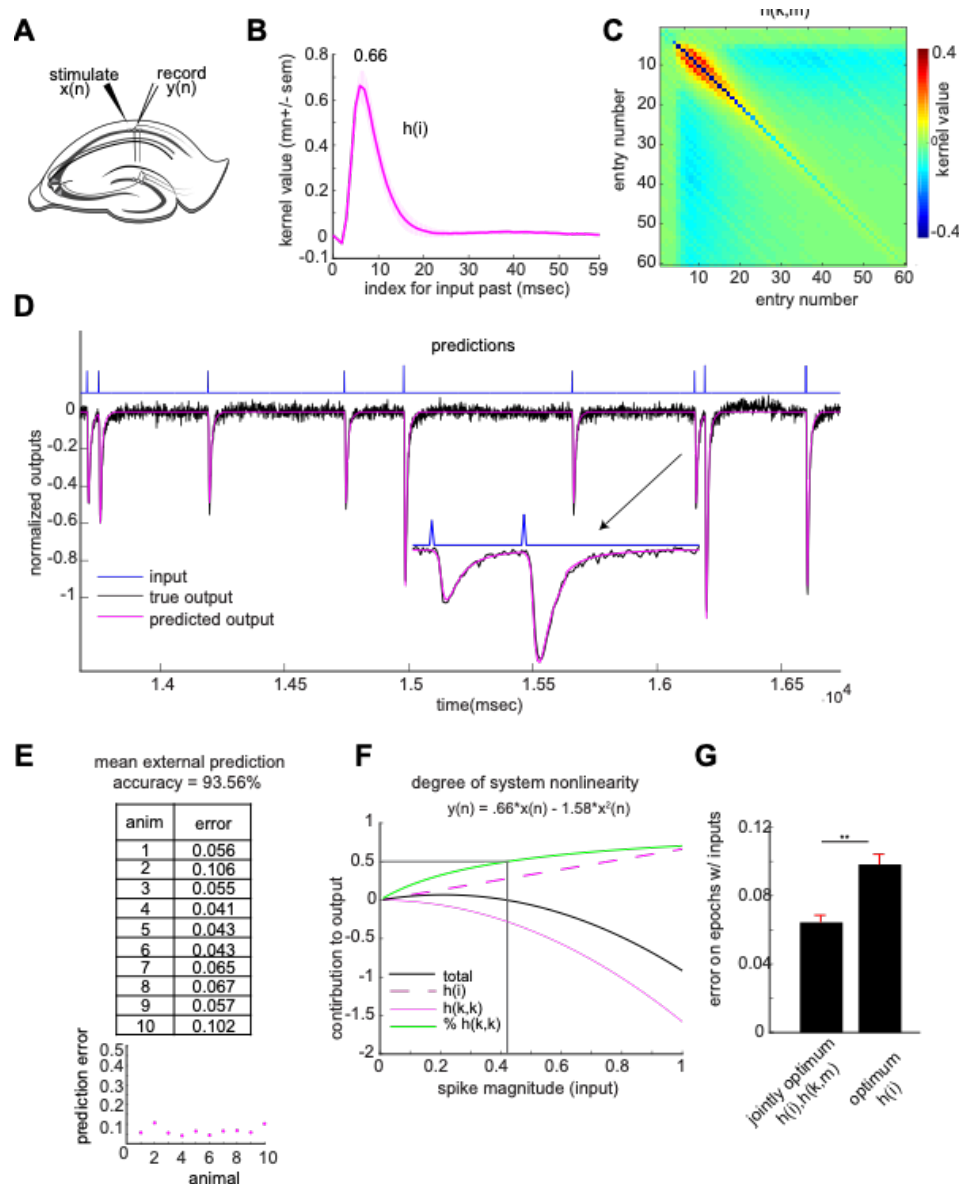 A
stimulate
x(n)
record
y(n)
B
kernel value (mn+/- sem)
0.8
0.6
0.4
0.2
0
-0.1
0.66
h(i)
0 10 20 30 40 50 59
index for input past (msec)
C
h(k,m)
entry number
10
20
30
40
50
60
10 20 30 40 50 60
entry number
0.4
0
-0.4
kernel value
D
predictions
normalized outputs
0
-0.2
-0.4
-0.6
-0.8
-1
input
true output
predicted output
1.4 1.45 1.5 1.55 1.6 1.65
.10⁴
time(msec)
E
mean external prediction
accuracy = 93.56%
anim error
1 0.056
2 0.106
3 0.055
4 0.041
5 0.043
6 0.043
7 0.065
8 0.067
9 0.057
10 0.102
prediction error
0.5
0.4
0.3
0.2
0.1
0 2 4 6 8 10
animal
F
degree of system nonlinearity
y(n) = .66*x(n) - 1.58*x²(n)
contirbution to output
1
0.5
0
-0.5
-1
-1.5
-2
total
h(i)
h(k,k)
% h(k,k)
0 0.2 0.4 0.6 0.8 1
spike magnitude (input)
G
error on epochs w/ inputs
0.12
0.08
0.04
0
**
jointly optimum
h(i),h(k,m)
optimum
h(i)